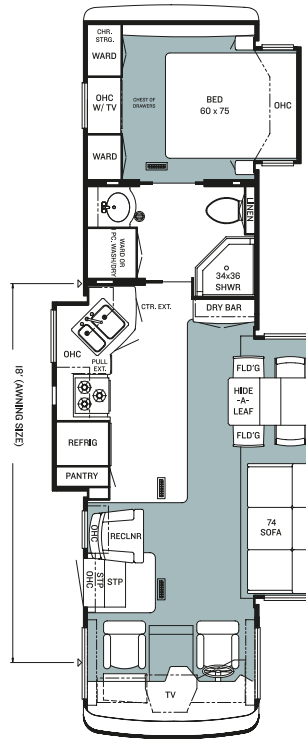 CHR.
STRG.
WARD
OHC
W/ TV
CHEST OF
DRAWERS
BED
60 x 75
OHC
WARD
LINEN
WARD OR
PC. WASH/DRY
34x36
SHWR
CTR. EXT.
DRY BAR
OHC
PULL
EXT.
FLD'G
HIDE
-A-
LEAF
FLD'G
18' (AWNING SIZE)
REFRIG
PANTRY
74
SOFA
OHC
RECLNR
OHC
STP
STP
TV